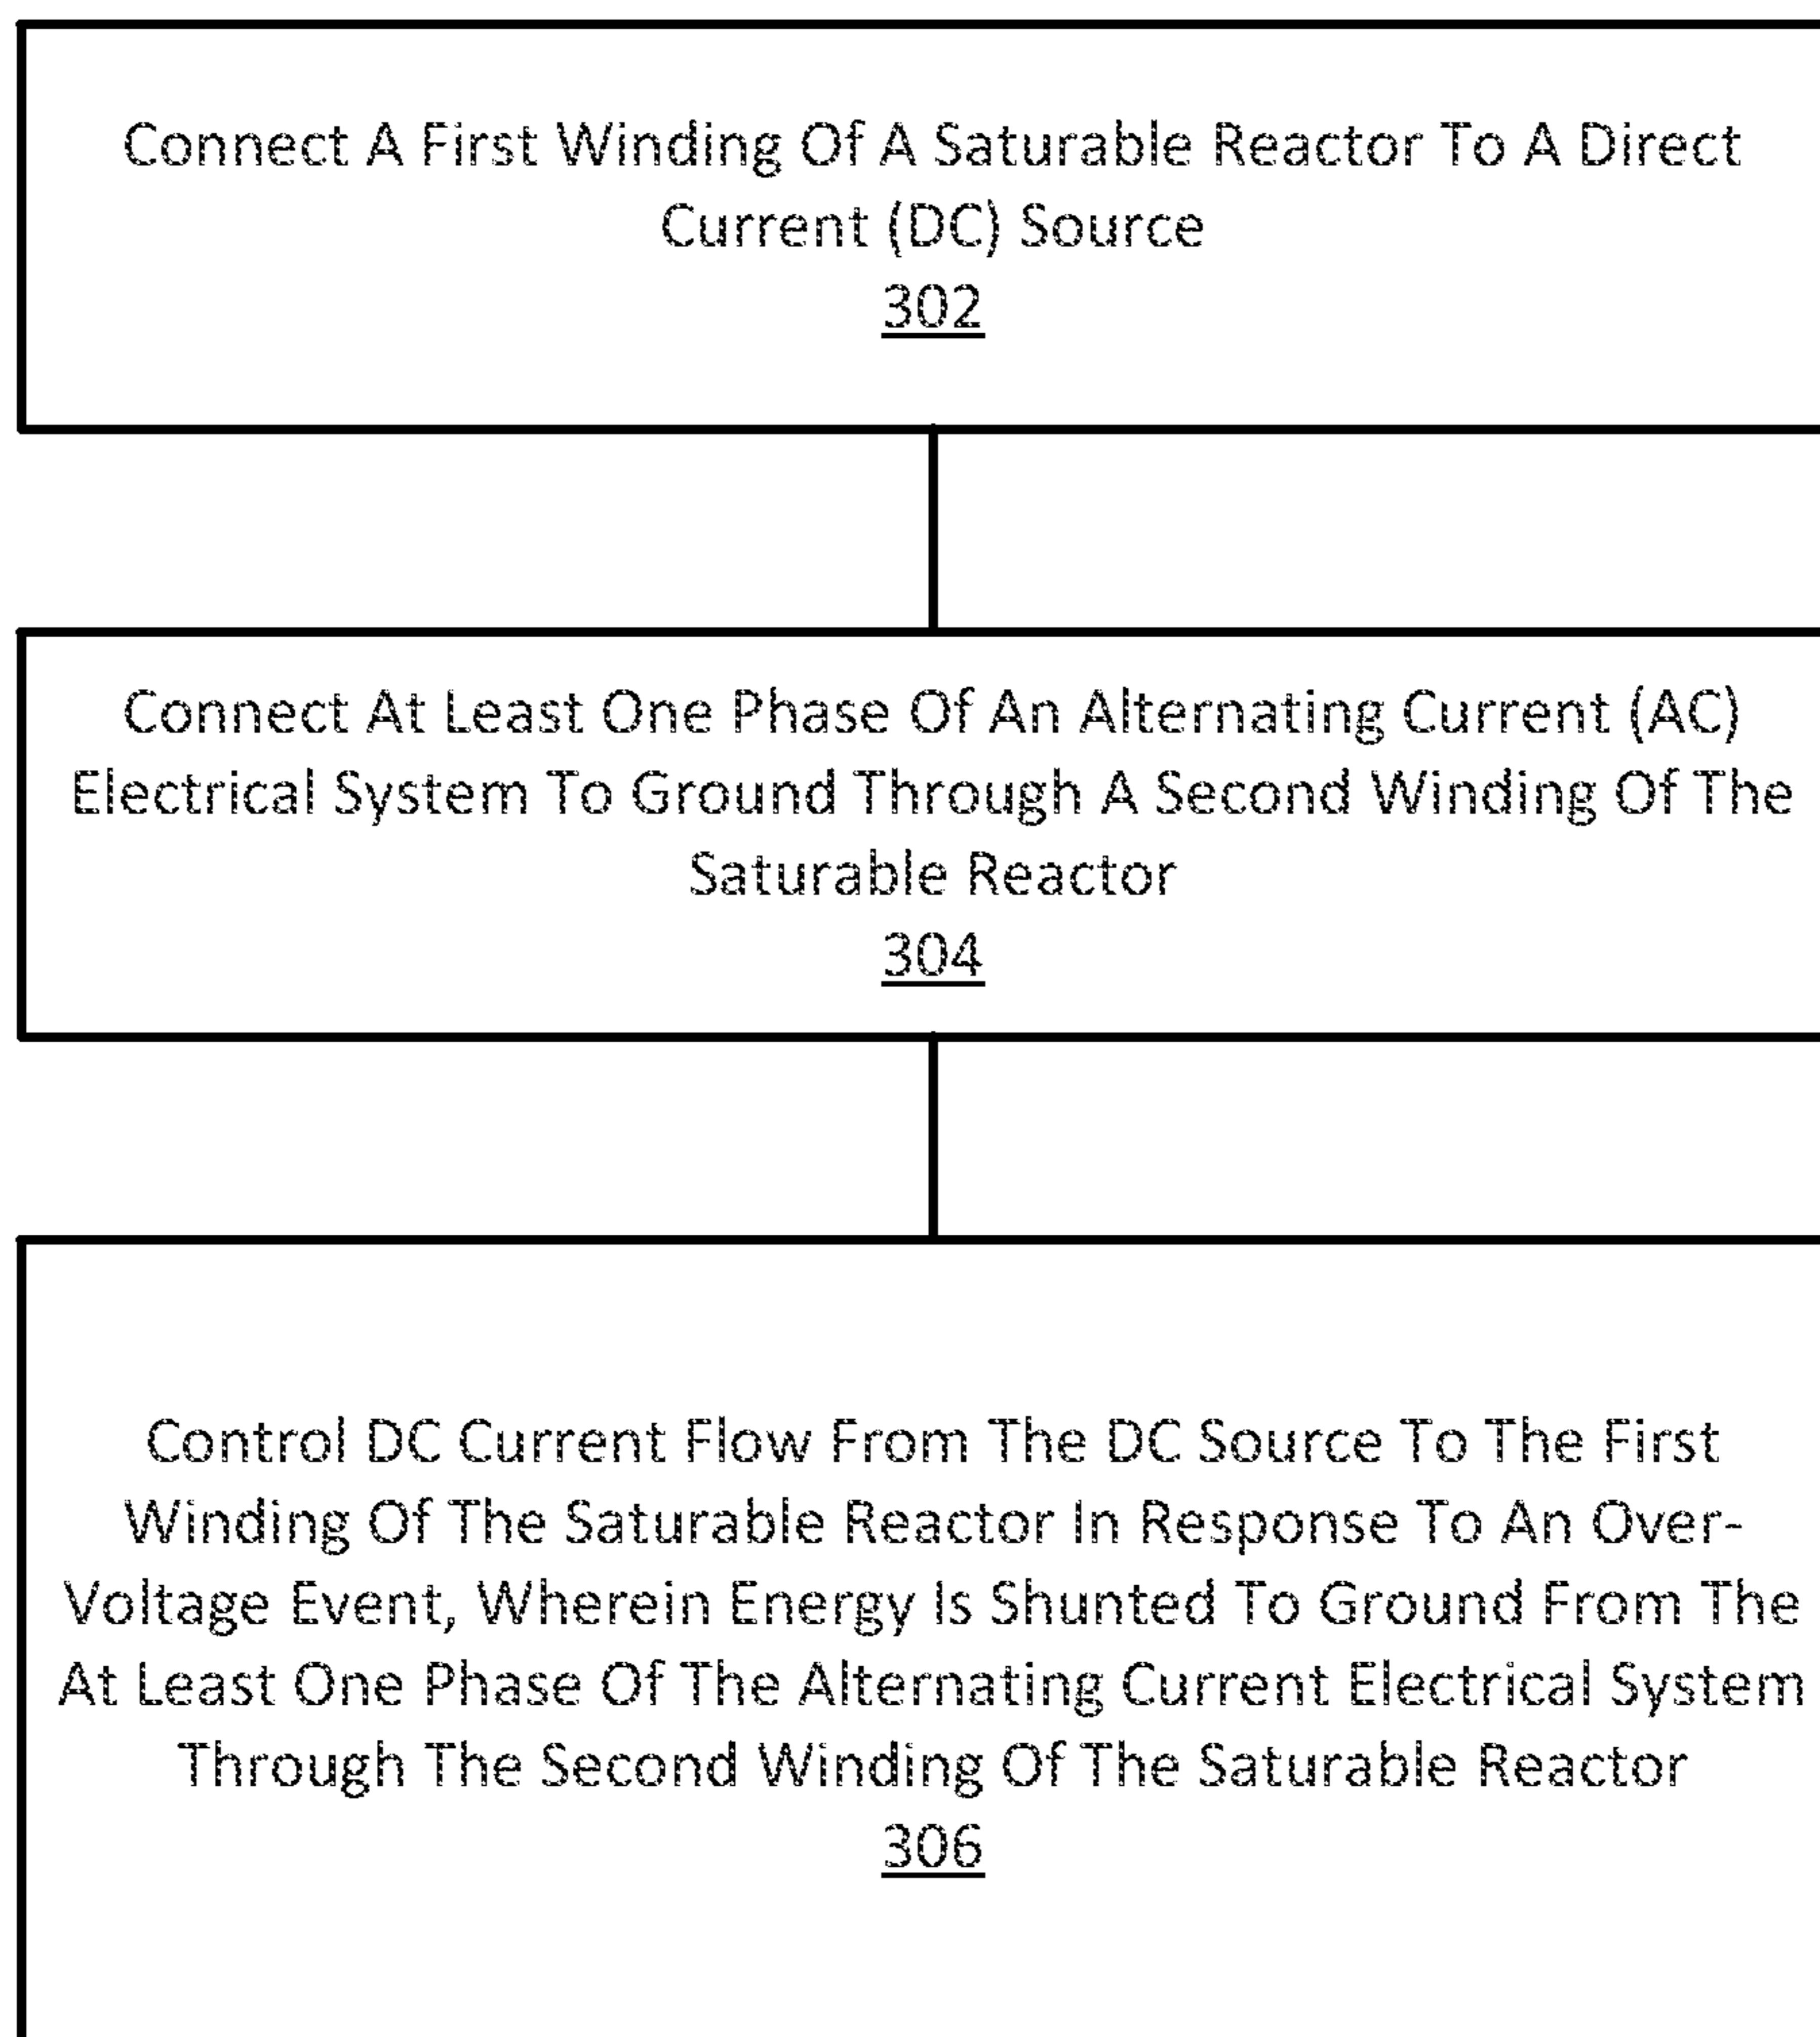 Connect A First Winding Of A Saturable Reactor To A Direct
Current (DC) Source
302
Connect At Least One Phase Of An Alternating Current (AC)
Electrical System To Ground Through A Second Winding Of The
Saturable Reactor
304
Control DC Current Flow From The DC Source To The First
Winding Of The Saturable Reactor In Response To An Over-
Voltage Event, Wherein Energy Is Shunted To Ground From The
At Least One Phase Of The Alternating Current Electrical System
Through The Second Winding Of The Saturable Reactor
306